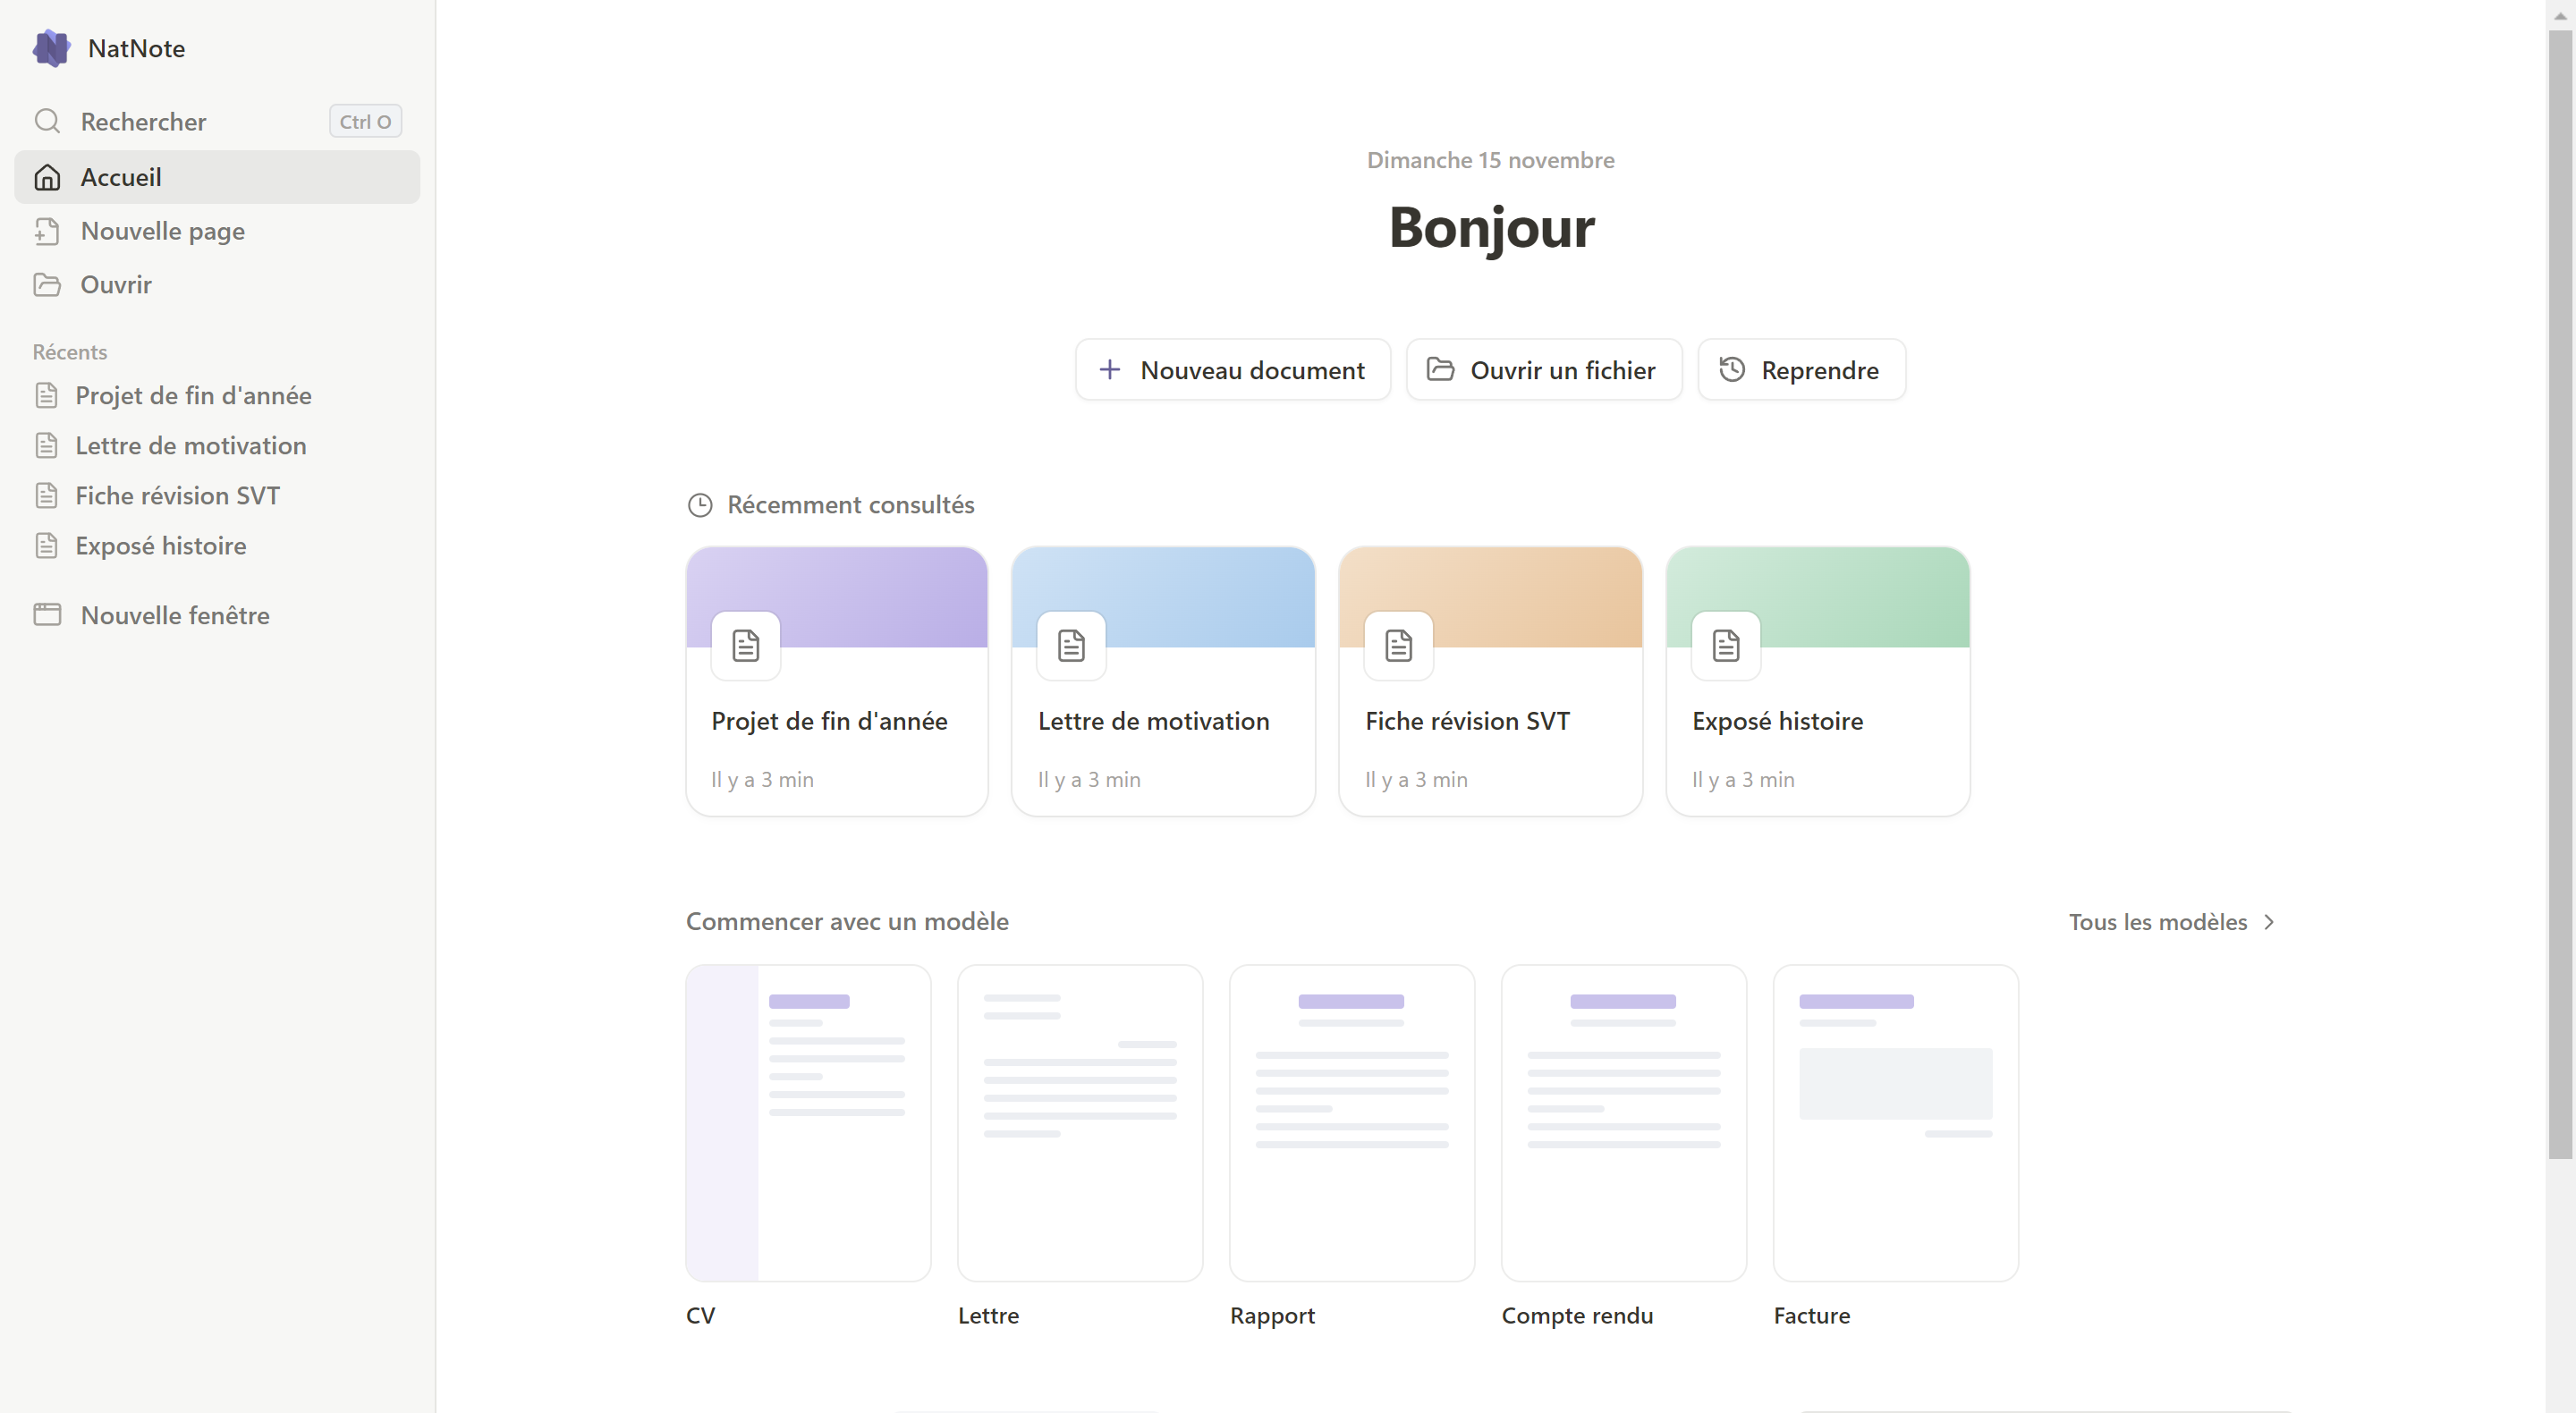 NatNote
Rechercher
Ctrl O
Accueil
Nouvelle page
Ouvrir
Récents
Projet de fin d'année
Lettre de motivation
Fiche révision SVT
Exposé histoire
Nouvelle fenêtre
Dimanche 15 novembre
Bonjour
Nouveau document
Ouvrir un fichier
Reprendre
Récemment consultés
Projet de fin d'année
Il y a 3 min
Lettre de motivation
Il y a 3 min
Fiche révision SVT
Il y a 3 min
Exposé histoire
Il y a 3 min
Commencer avec un modèle
Tous les modèles
CV
Lettre
Rapport
Compte rendu
Facture